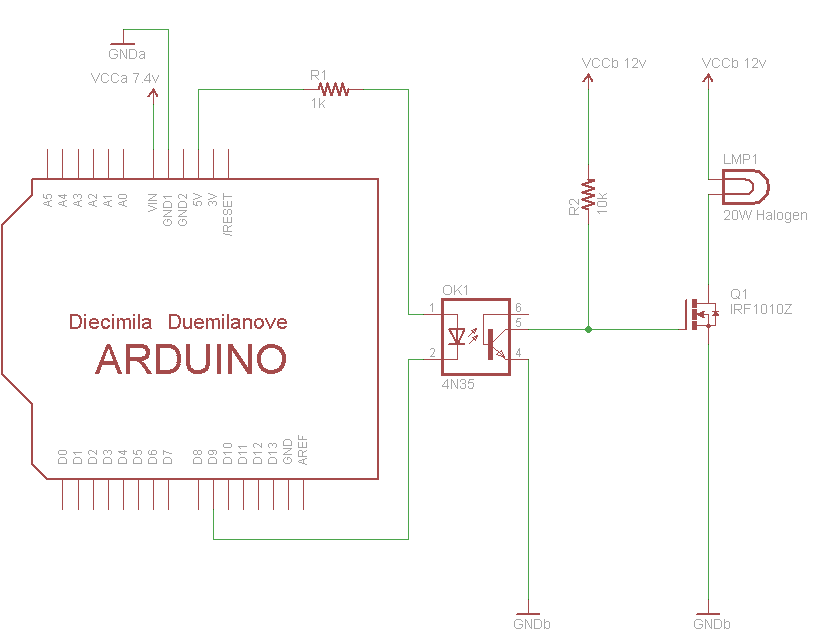 GNDa
VCCa 7.4v
R1
1k
VCCb 12v
VCCb 12v
A5 A4 A3 A2 A1 A0 VIN GND1 GND2 5V 3V /RESET
LMP1
20W Halogen
R2
10k
OK1
1
2
6
5
4
4N35
Q1
IRF1010Z
Diecimila Duemilanove
ARDUINO
D0 D1 D2 D3 D4 D5 D6 D7 D8 D9 D10 D11 D12 D13 GND AREF
GNDb
GNDb